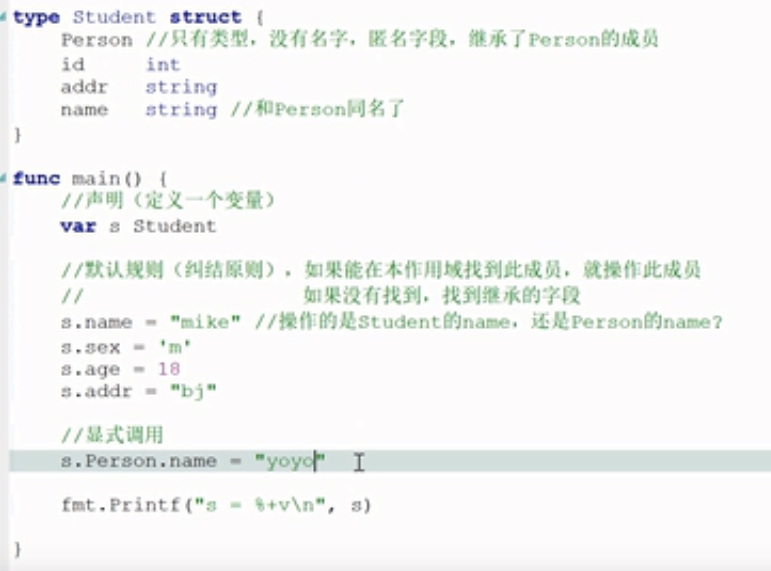 type Student struct {
    Person //只有类型，没有名字，匿名字段，继承了Person的成员
    id     int
    addr   string
    name   string //和Person同名了
}
func main() {
    //声明（定义一个变量）
    var s Student
    //默认规则（纠结原则），如果能在本作用域找到此成员，就操作此成员
    //                 如果没有找到，找到继承的字段
    s.name = "mike" //操作的是Student的name，还是Person的name?
    s.sex = 'm'
    s.age = 18
    s.addr = "bj"
    //显式调用
    s.Person.name = "yoyo"
    fmt.Printf("s = %+v\n", s)
}